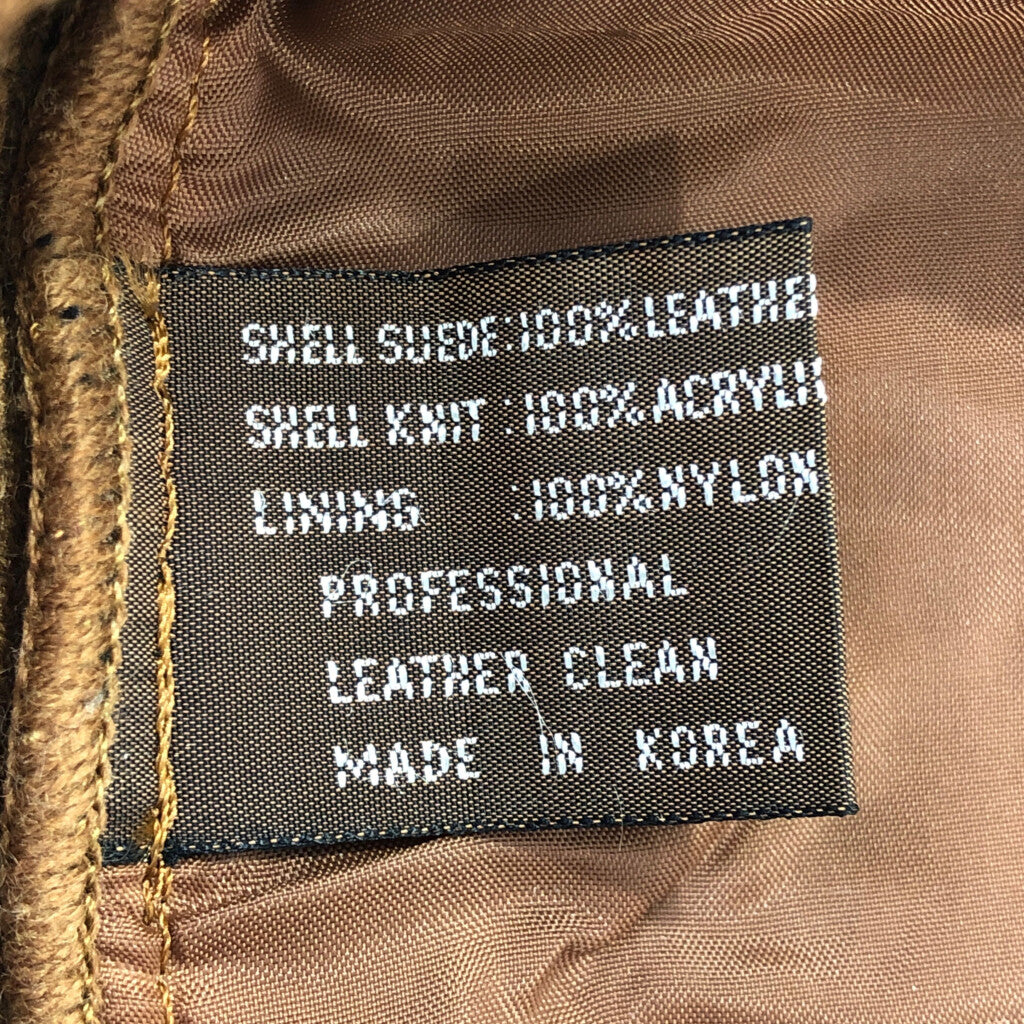 SHELL SUEDE:100%LEATHER
SHELL KNIT :100%ACRYLIC
LINING :100%NYLON
PROFESSIONAL
LEATHER CLEAN
MADE IN KOREA